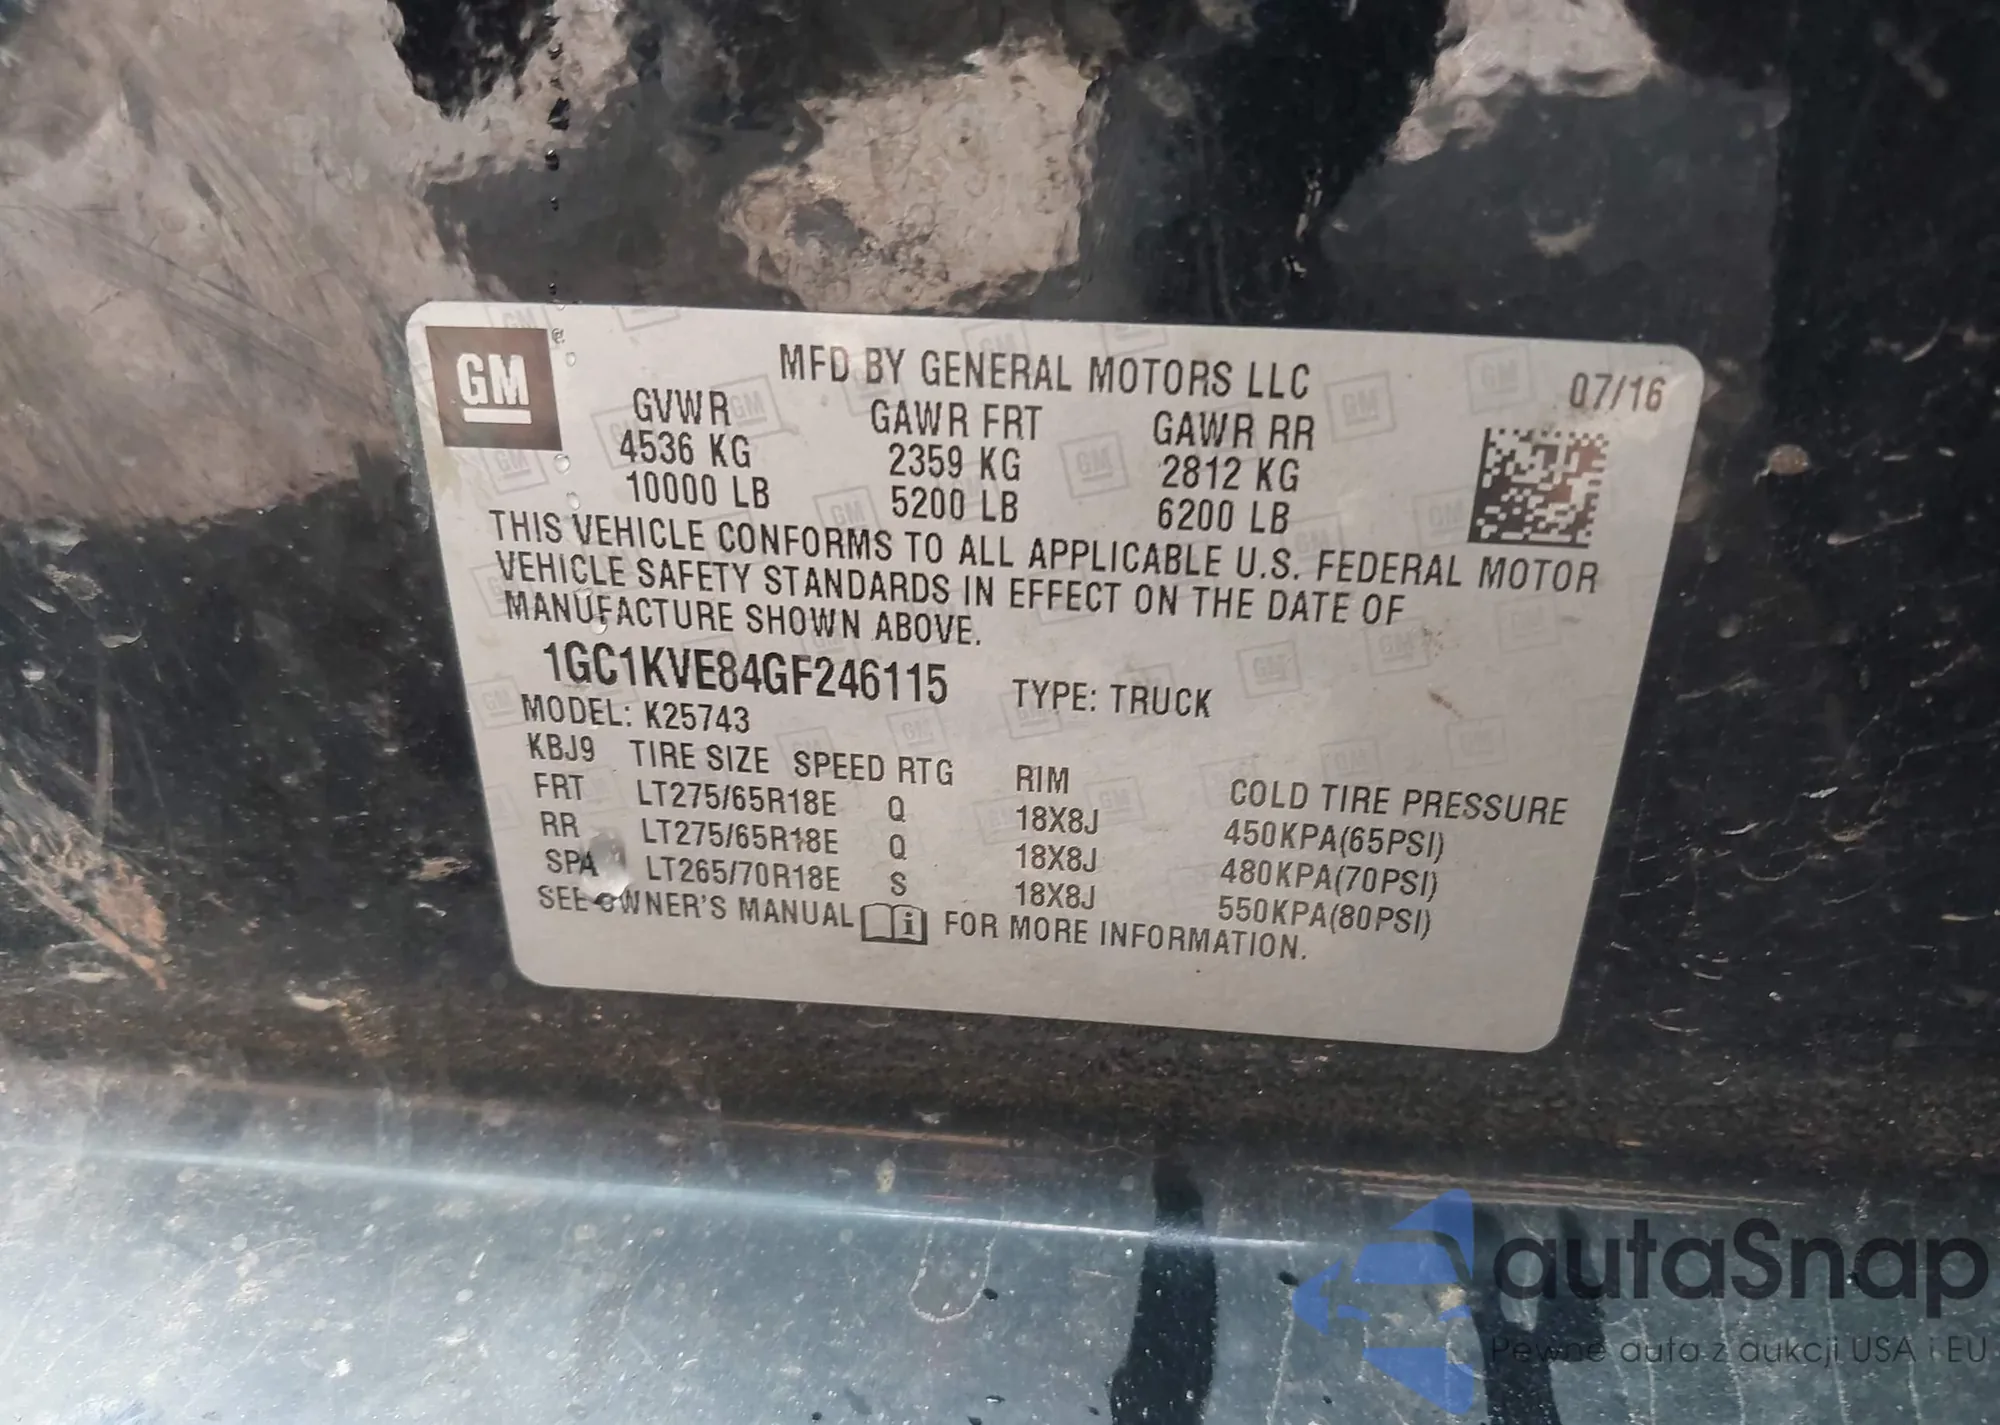 GM
MFD BY GENERAL MOTORS LLC
07/16
GVWR GAWR FRT GAWR RR
4536 KG 2359 KG 2812 KG
10000 LB 5200 LB 6200 LB
THIS VEHICLE CONFORMS TO ALL APPLICABLE U.S. FEDERAL MOTOR
VEHICLE SAFETY STANDARDS IN EFFECT ON THE DATE OF
MANUFACTURE SHOWN ABOVE.
1GC1KVE84GF246115 TYPE: TRUCK
MODEL: K25743
KBJ9 TIRE SIZE SPEED RTG RIM COLD TIRE PRESSURE
FRT LT275/65R18E Q 18X8J 450KPA(65PSI)
RR LT275/65R18E Q 18X8J 480KPA(70PSI)
SPA LT265/70R18E S 18X8J 550KPA(80PSI)
SEE OWNER'S MANUAL FOR MORE INFORMATION.
autaSnap
Pewne auta z aukcji USA i EU